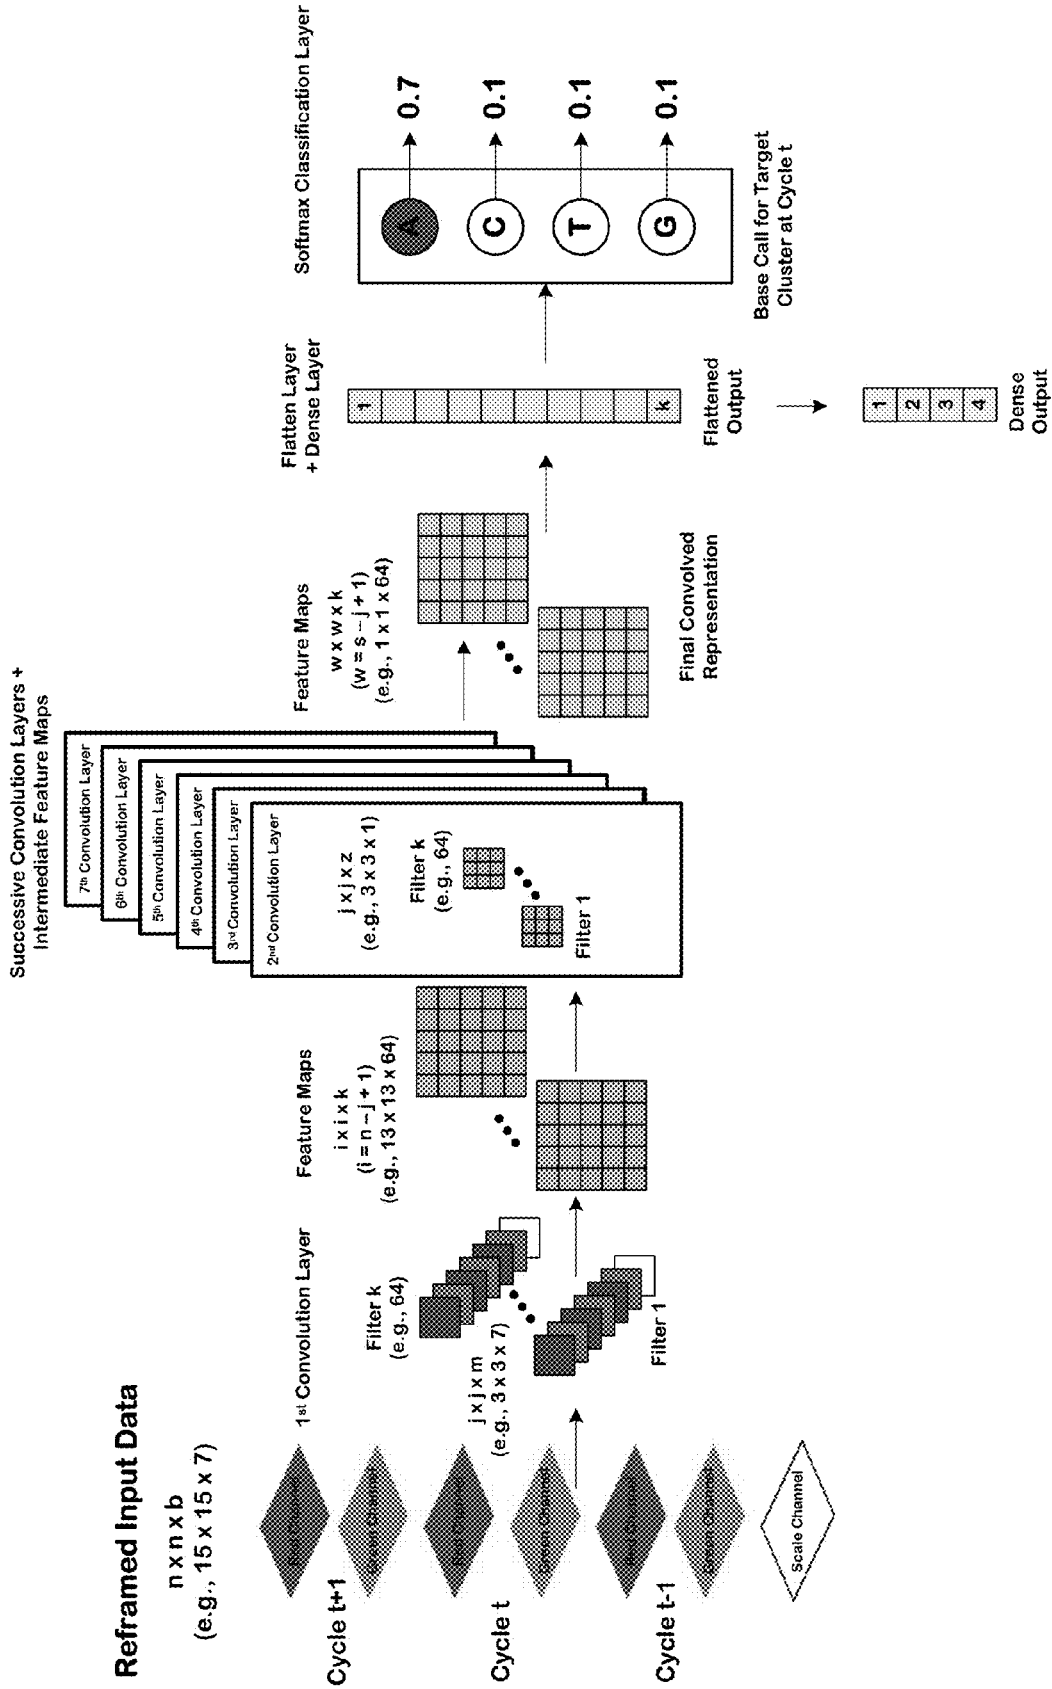 Reframed Input Data
n x n x b
(e.g., 15 x 15 x 7)
Cycle t+1
Red Channel
Green Channel
Cycle t
Red Channel
Green Channel
Cycle t-1
Red Channel
Green Channel
Scale Channel
1st Convolution Layer
Filter k
(e.g., 64)
j x j x m
(e.g., 3 x 3 x 7)
Filter 1
Feature Maps
i x i x k
(i = n – j + 1)
(e.g., 13 x 13 x 64)
Successive Convolution Layers +
Intermediate Feature Maps
7th Convolution Layer
6th Convolution Layer
5th Convolution Layer
4th Convolution Layer
3rd Convolution Layer
2nd Convolution Layer
j x j x z
(e.g., 3 x 3 x 1)
Filter k
(e.g., 64)
Filter 1
Feature Maps
w x w x k
(w = s – j + 1)
(e.g., 1 x 1 x 64)
Final Convolved
Representation
Flatten Layer
+ Dense Layer
1
k
Flattened
Output
1
2
3
4
Dense
Output
Softmax Classification Layer
A 0.7
C 0.1
T 0.1
G 0.1
Base Call for Target
Cluster at Cycle t